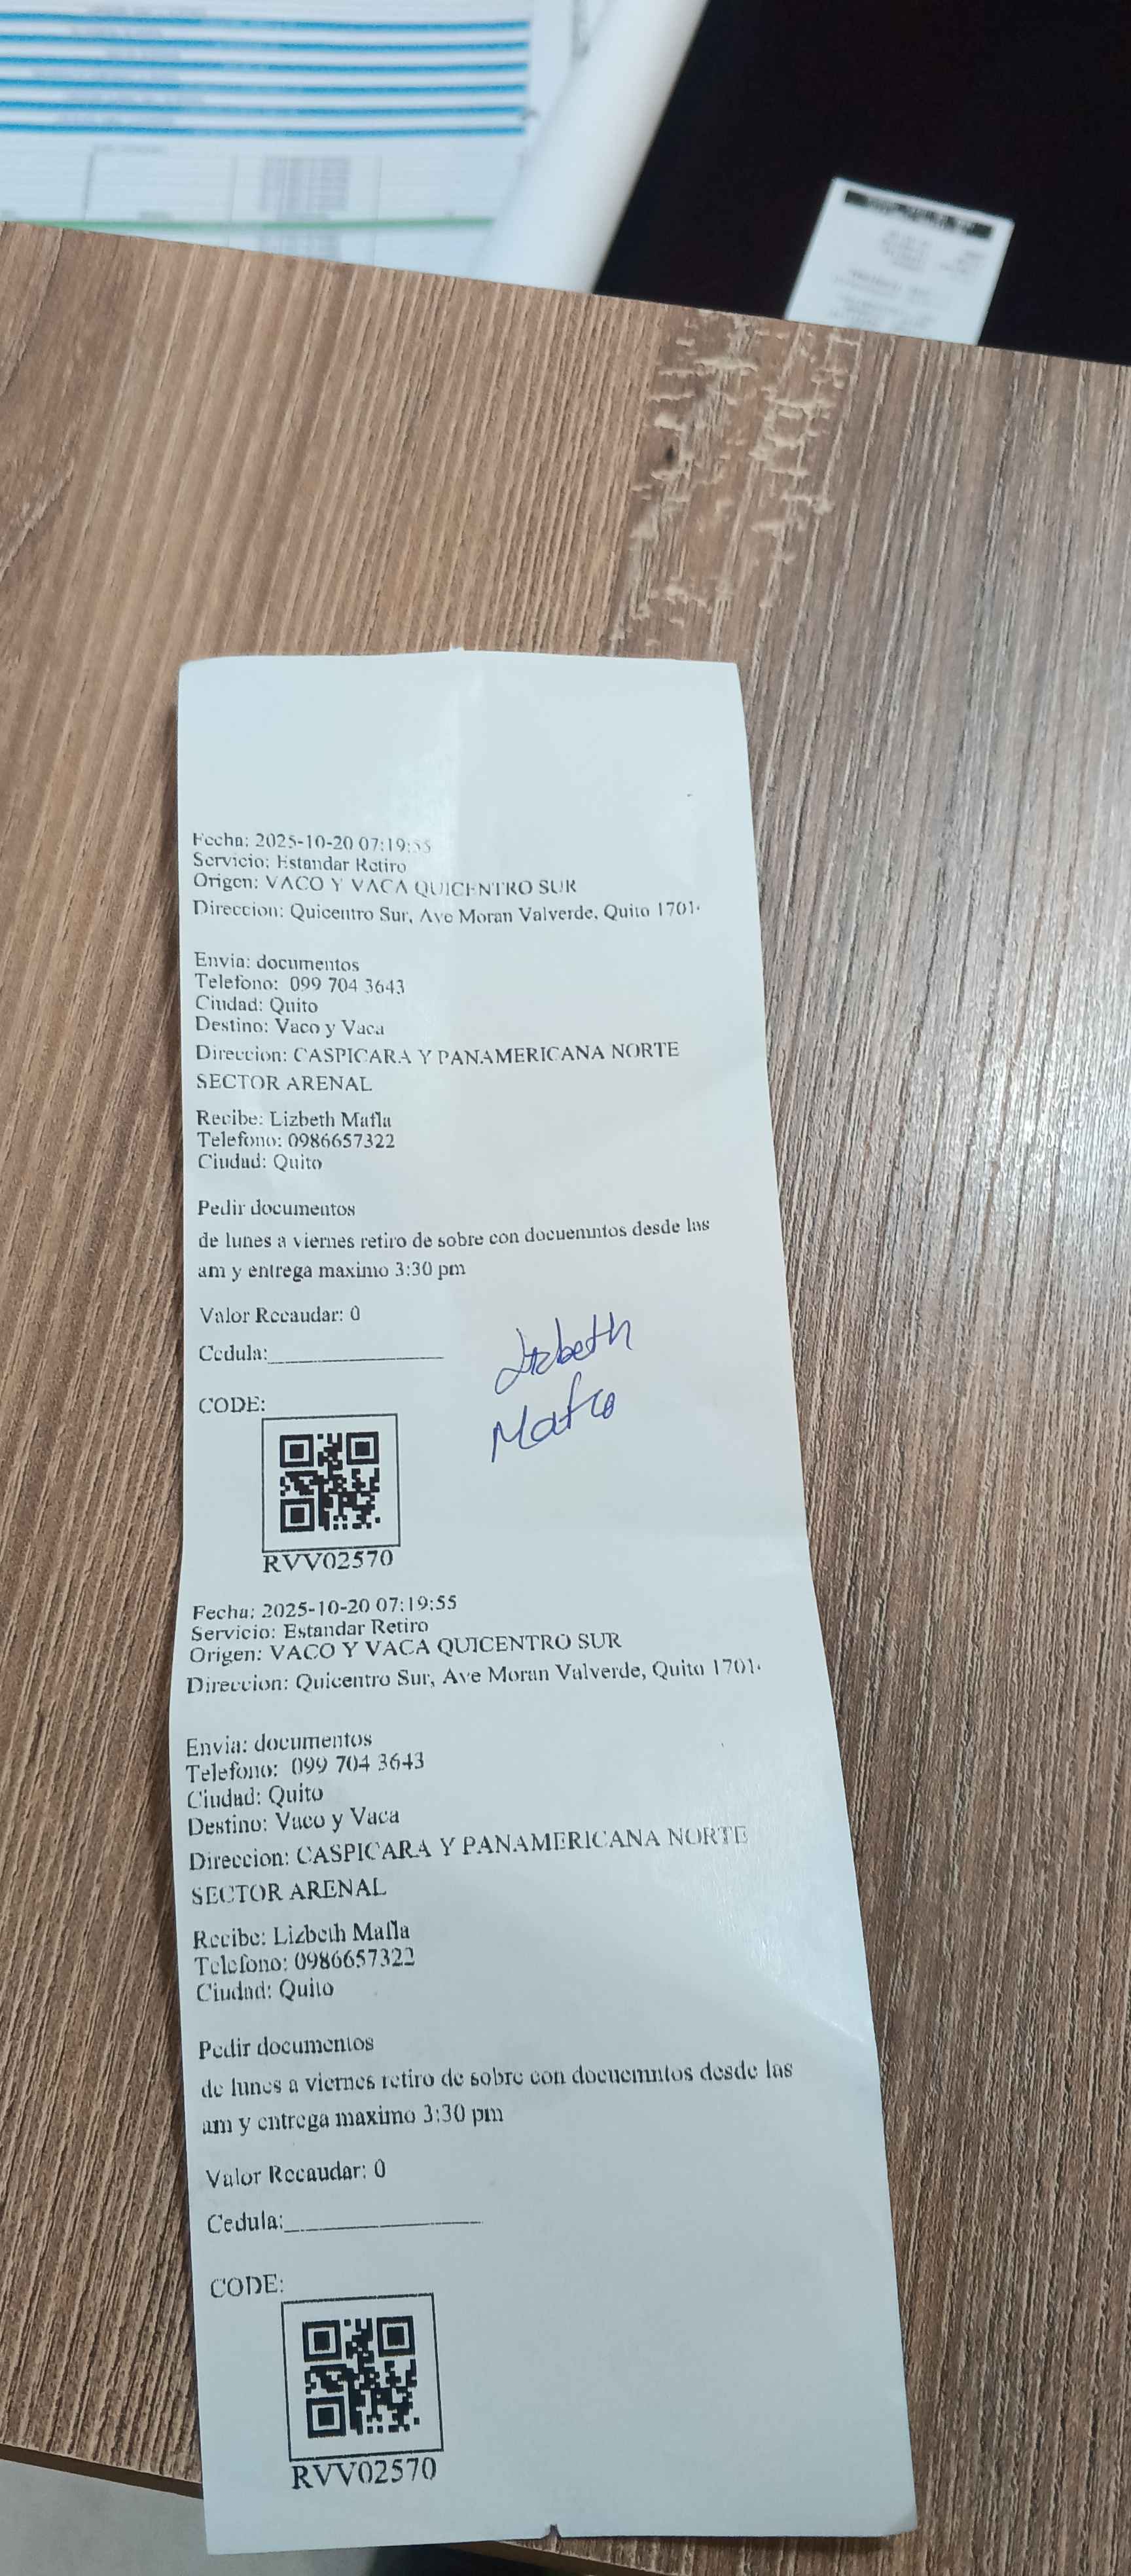 Fecha: 2025-10-20 07:19:55
Servicio: Estandar Retiro
Origen: VACO Y VACA QUICENTRO SUR
Direccion: Quicentro Sur, Ave Moran Valverde, Quito 1701
Envia: documentos
Telefono: 099 704 3643
Ciudad: Quito
Destino: Vaco y Vaca
Direccion: CASPICARA Y PANAMERICANA NORTE
SECTOR ARENAL
Recibe: Lizbeth Mafla
Telefono: 0986657322
Ciudad: Quito
Pedir documentos
de lunes a viernes retiro de sobre con docuemntos desde las
am y entrega maximo 3:30 pm
Valor Recaudar: 0
Cedula:
Lizbeth
CODE:
RVV02570
Fecha: 2025-10-20 07:19:55
Servicio: Estandar Retiro
Origen: VACO Y VACA QUICENTRO SUR
Direccion: Quicentro Sur, Ave Moran Valverde, Quito 1701
Envia: documentos
Telefono: 099 704 3643
Ciudad: Quito
Destino: Vaco y Vaca
Direccion: CASPICARA Y PANAMERICANA NORTE
SECTOR ARENAL
Recibe: Lizbeth Mafla
Telefono: 0986657322
Ciudad: Quito
Pedir documentos
de lunes a viernes retiro de sobre con docuemntos desde las
am y entrega maximo 3:30 pm
Valor Recaudar: 0
Cedula:
CODE:
RVV02570